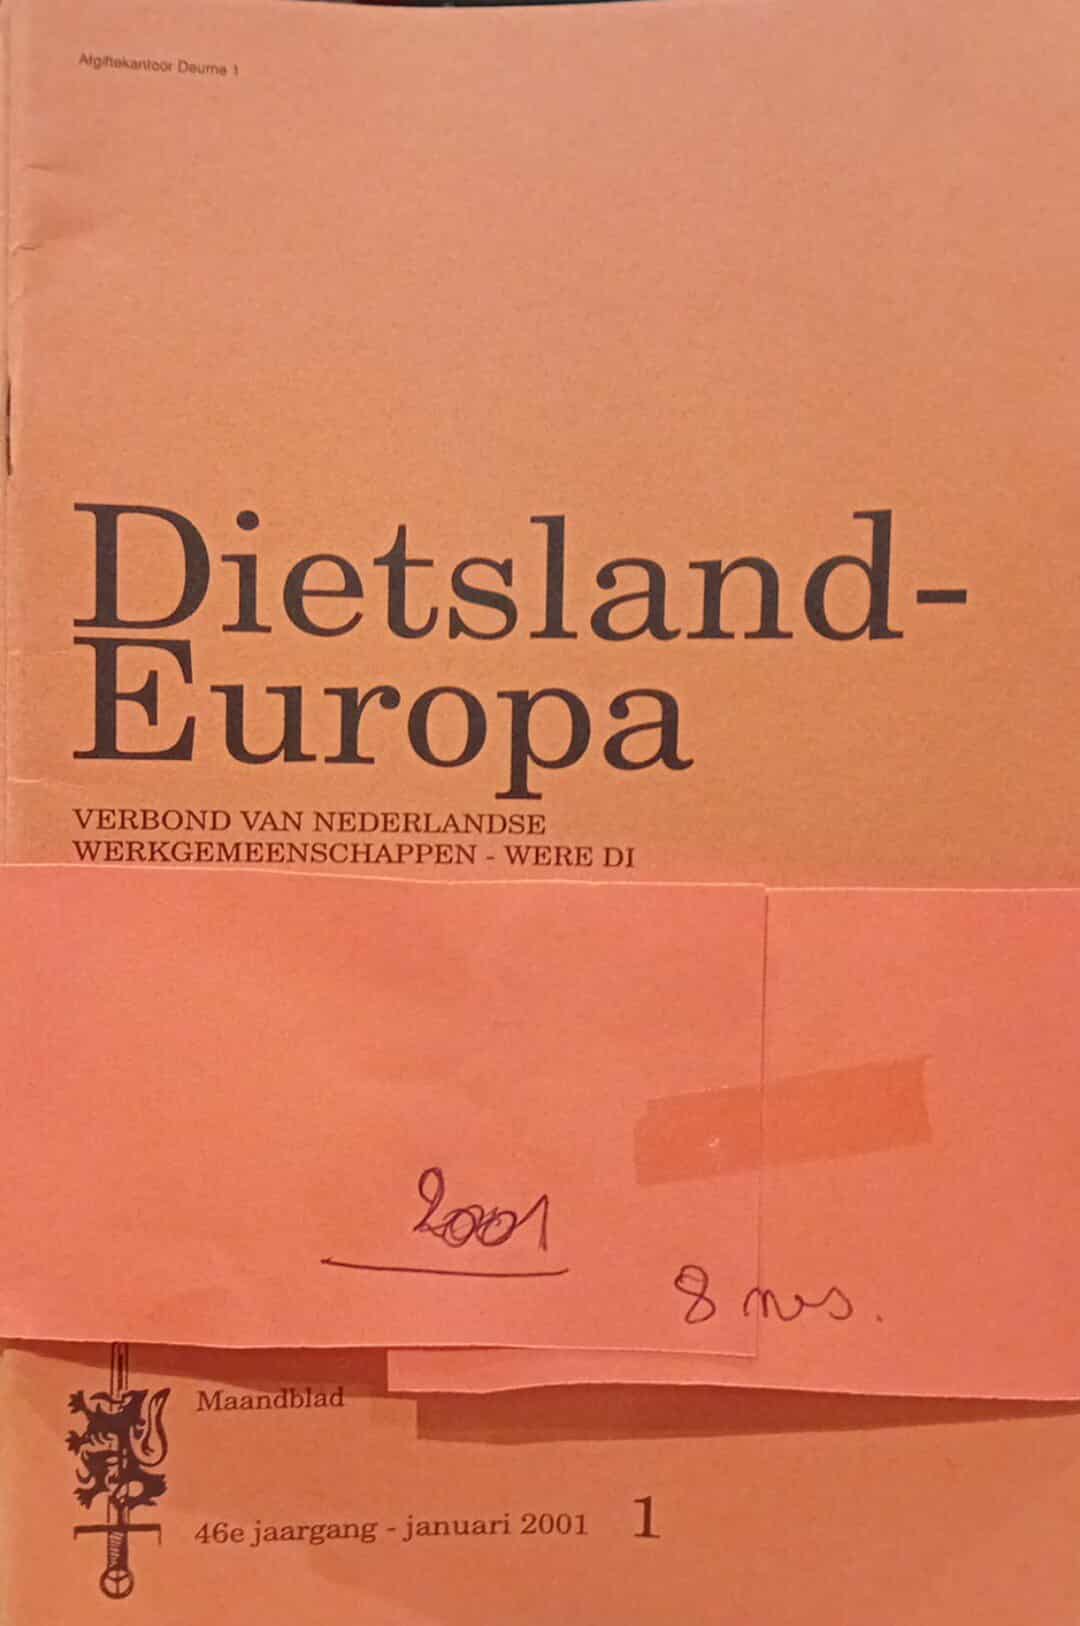 Afgiftekantoor Deurne 1
Dietsland-
Europa
VERBOND VAN NEDERLANDSE
WERKGEMEENSCHAPPEN - WERE DI
2001
8 nrs.
Maandblad
46e jaargang - januari 2001 1